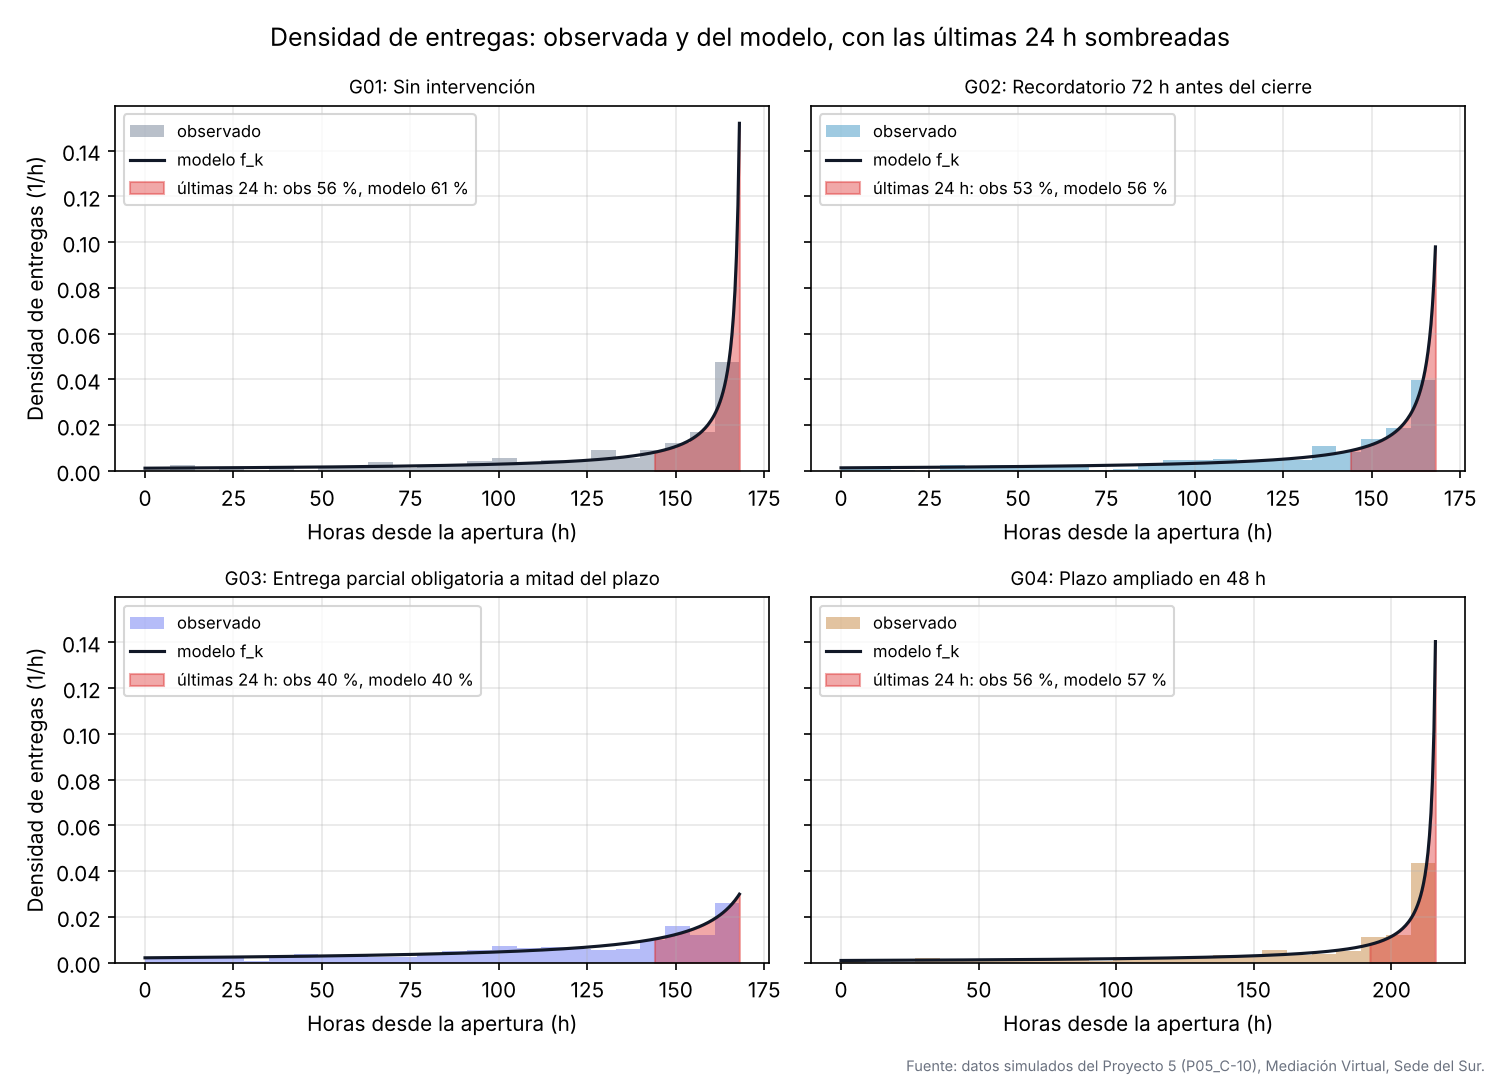 Densidad de entregas: observada y del modelo, con las últimas 24 h sombreadas
G01: Sin intervención
observado
modelo f_k
últimas 24 h: obs 56 %, modelo 61 %
Densidad de entregas (1/h)
0.14
0.12
0.10
0.08
0.06
0.04
0.02
0.00
0 25 50 75 100 125 150 175
Horas desde la apertura (h)
G02: Recordatorio 72 h antes del cierre
observado
modelo f_k
últimas 24 h: obs 53 %, modelo 56 %
0 25 50 75 100 125 150 175
Horas desde la apertura (h)
G03: Entrega parcial obligatoria a mitad del plazo
observado
modelo f_k
últimas 24 h: obs 40 %, modelo 40 %
Densidad de entregas (1/h)
0.14
0.12
0.10
0.08
0.06
0.04
0.02
0.00
0 25 50 75 100 125 150 175
Horas desde la apertura (h)
G04: Plazo ampliado en 48 h
observado
modelo f_k
últimas 24 h: obs 56 %, modelo 57 %
0 50 100 150 200
Horas desde la apertura (h)
Fuente: datos simulados del Proyecto 5 (P05_C-10), Mediación Virtual, Sede del Sur.